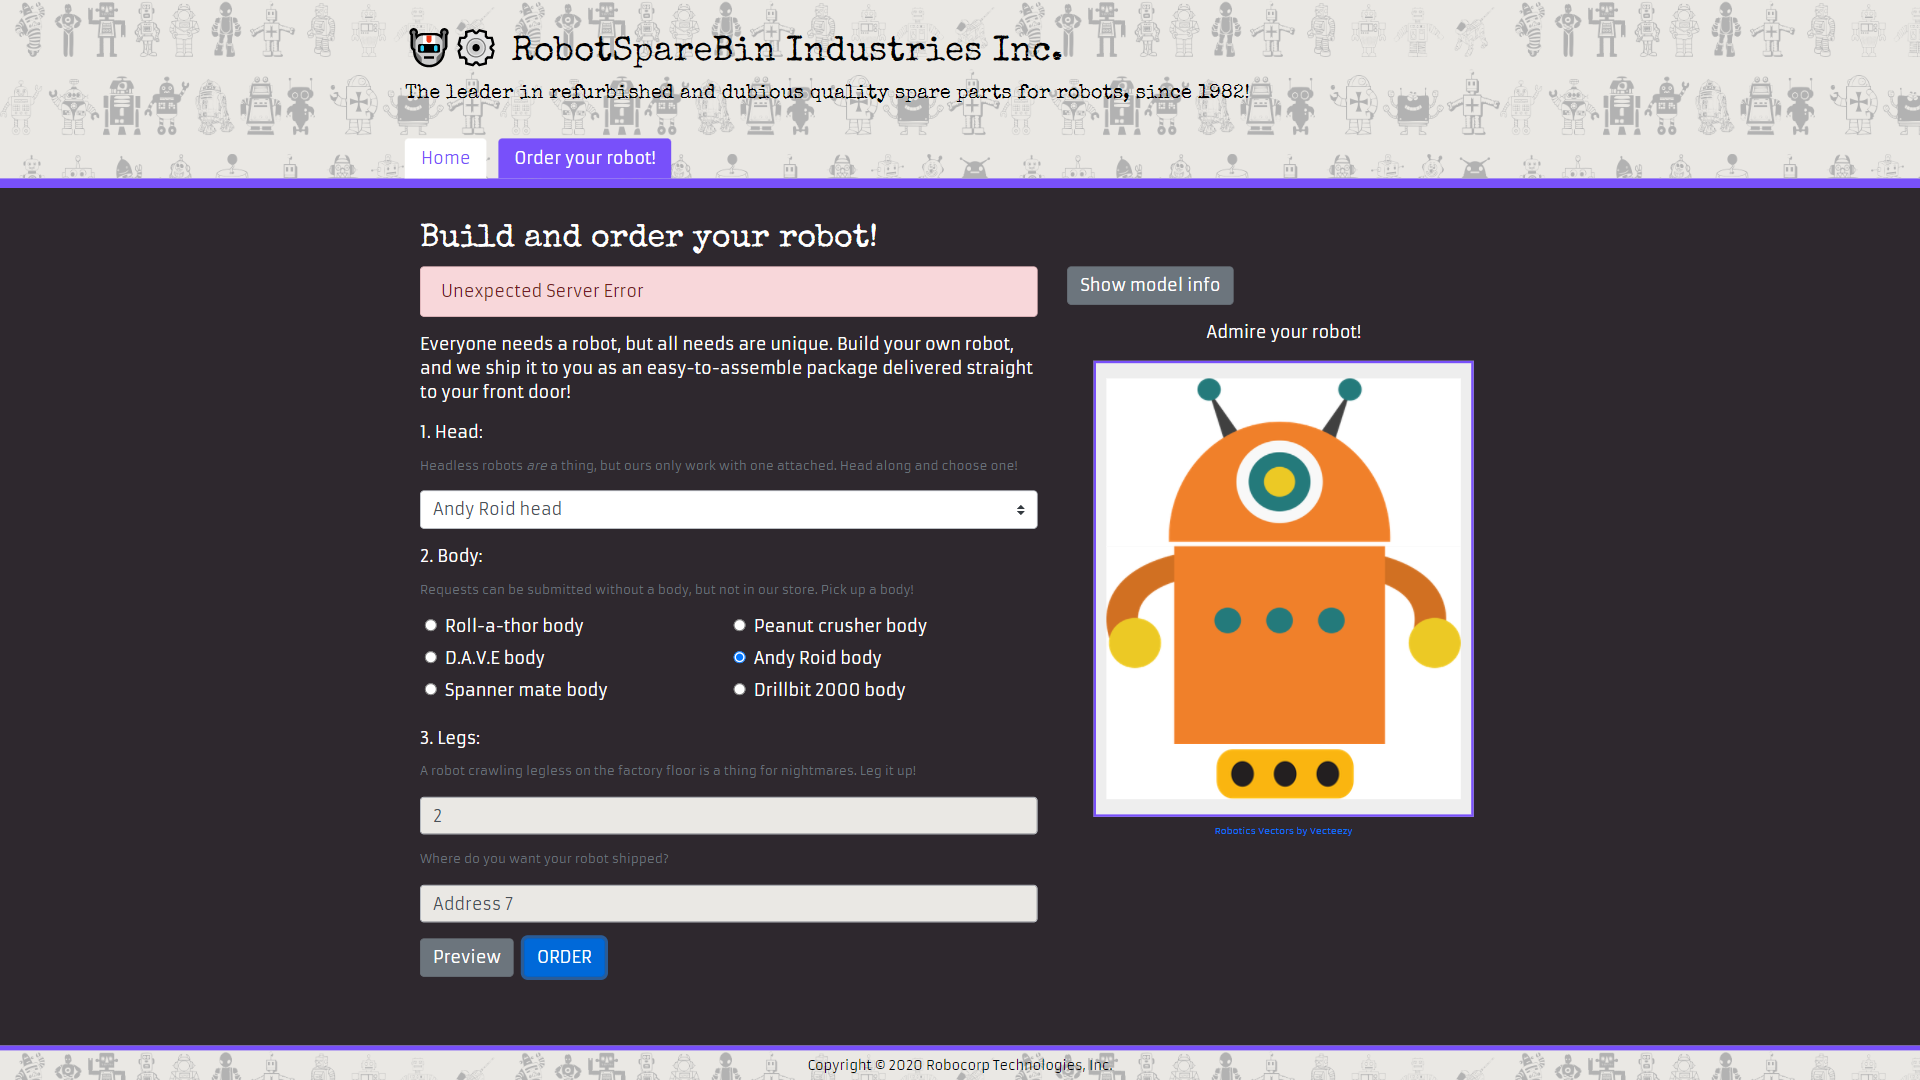 RobotSpareBin Industries Inc.
The leader in refurbished and dubious quality spare parts for robots, since 1982!
Home
Order your robot!
Build and order your robot!
Unexpected Server Error
Everyone needs a robot, but all needs are unique. Build your own robot,
and we ship it to you as an easy-to-assemble package delivered straight
to your front door!
1. Head:
Headless robots are a thing, but ours only work with one attached. Head along and choose one!
Andy Roid head
2. Body:
Requests can be submitted without a body, but not in our store. Pick up a body!
Roll-a-thor body
Peanut crusher body
D.A.V.E body
Andy Roid body
Spanner mate body
Drillbit 2000 body
3. Legs:
A robot crawling legless on the factory floor is a thing for nightmares. Leg it up!
2
Where do you want your robot shipped?
Address 7
Preview
ORDER
Show model info
Admire your robot!
Robotics Vectors by Vecteezy
Copyright © 2020 Robocorp Technologies, Inc.